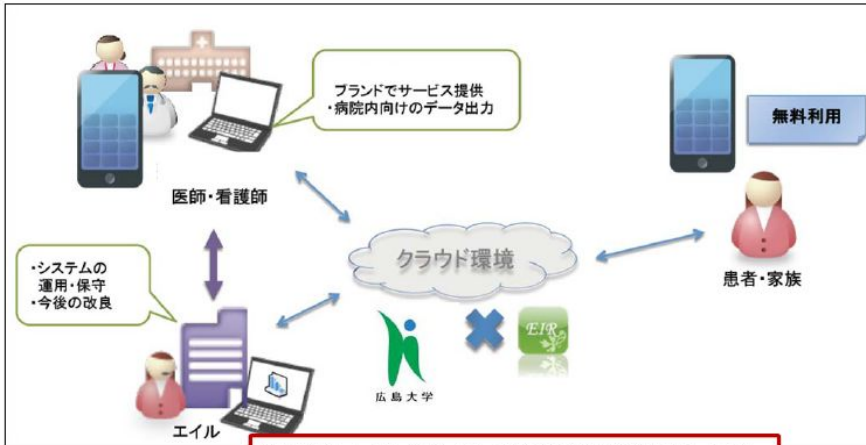 ブランドでサービス提供
・病院内向けのデータ出力
無料利用
医師・看護師
・システムの
運用・保守
・今後の改良
クラウド環境
患者・家族
EIR
広島大学
エイル